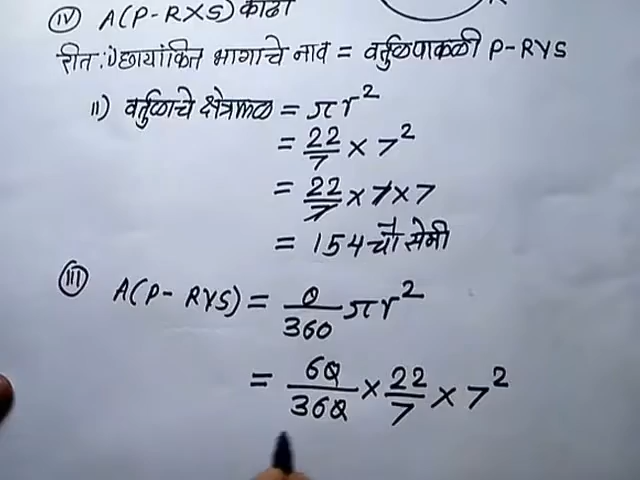 (iv) A(P-RXS) काढा
रीत :i) छायांकित भागाचे नाव = वर्तुळपाकळी P-RYS
ii) वर्तुळाचे क्षेत्रफळ = πr²
= 22/7 × 7²
= 22/7 × 7 × 7
= 154 चौ सेमी
(iii) A(P- RYS) = θ/360 πr²
= 60/360 × 22/7 × 7²